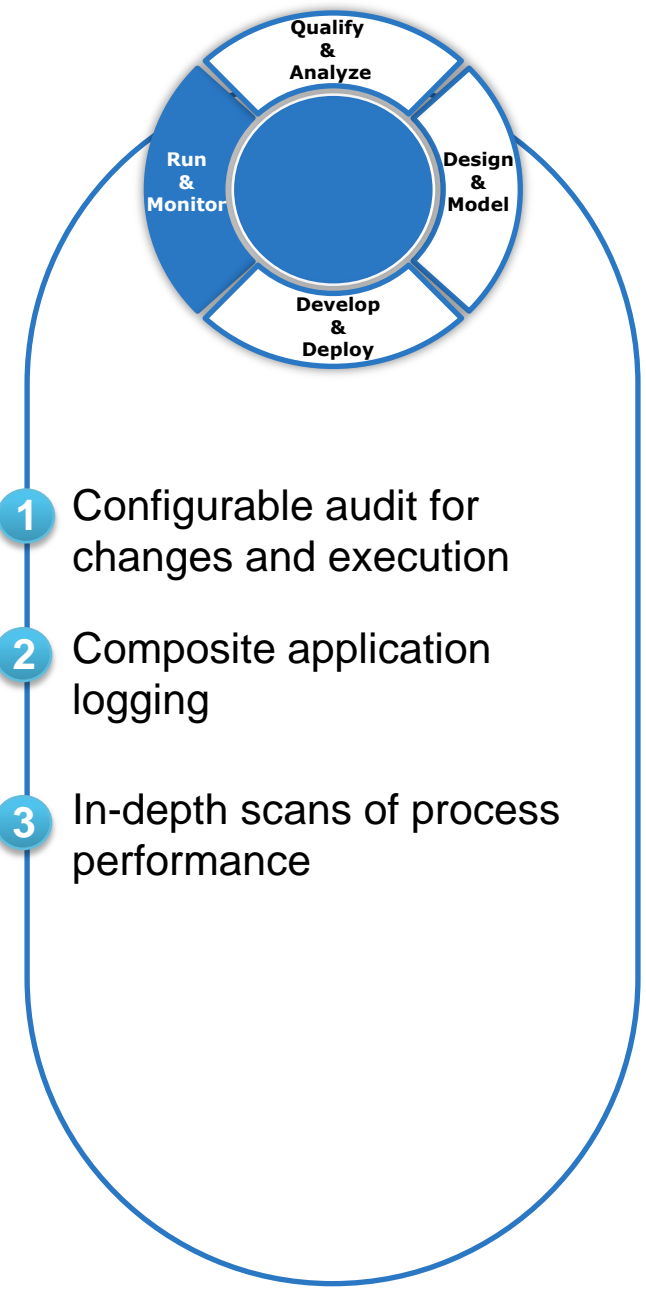 Qualify
&
Analyze
Run
&
Monitor
Design
&
Model
Develop
&
Deploy
1
Configurable audit for
changes and execution
2
Composite application
logging
3
In-depth scans of process
performance